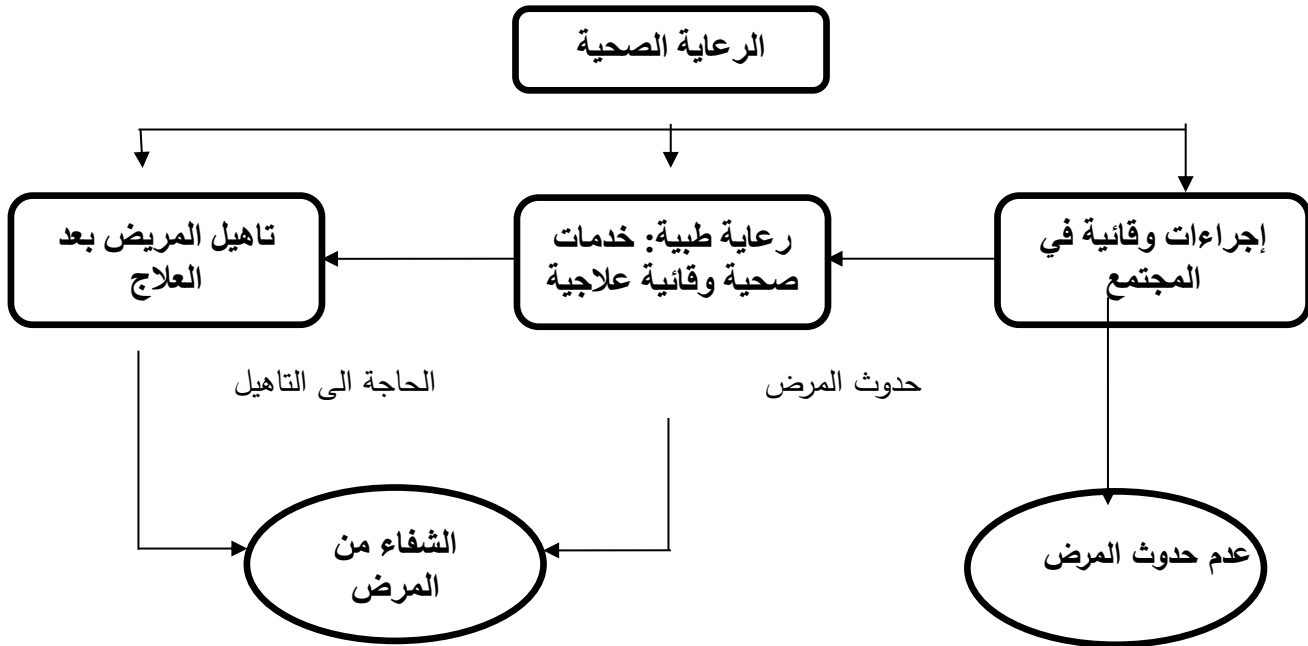 الرعاية الصحية
إجراءات وقائية في
المجتمع
رعاية طبية: خدمات
صحية وقائية علاجية
تاهيل المريض بعد
العلاج
حدوث المرض
الحاجة الى التاهيل
عدم حدوث المرض
الشفاء من
المرض